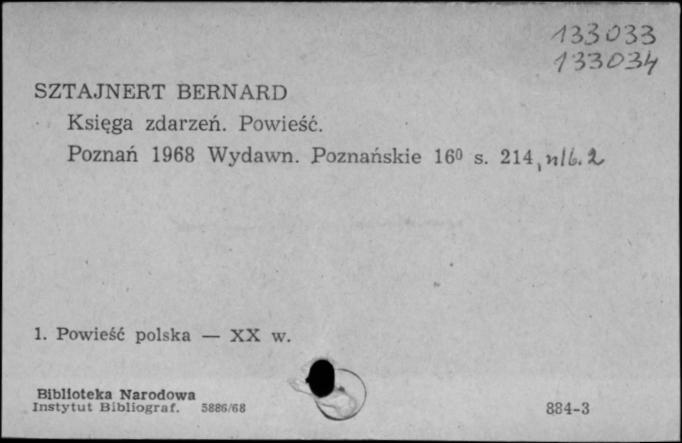 133033
133034
SZTAJNERT BERNARD
Księga zdarzeń. Powieść.
Poznań 1968 Wydawn. Poznańskie 16⁰ s. 214, nlb. 2
1. Powieść polska — XX w.
Biblioteka Narodowa
Instytut Bibliograf. 5886/68
884-3